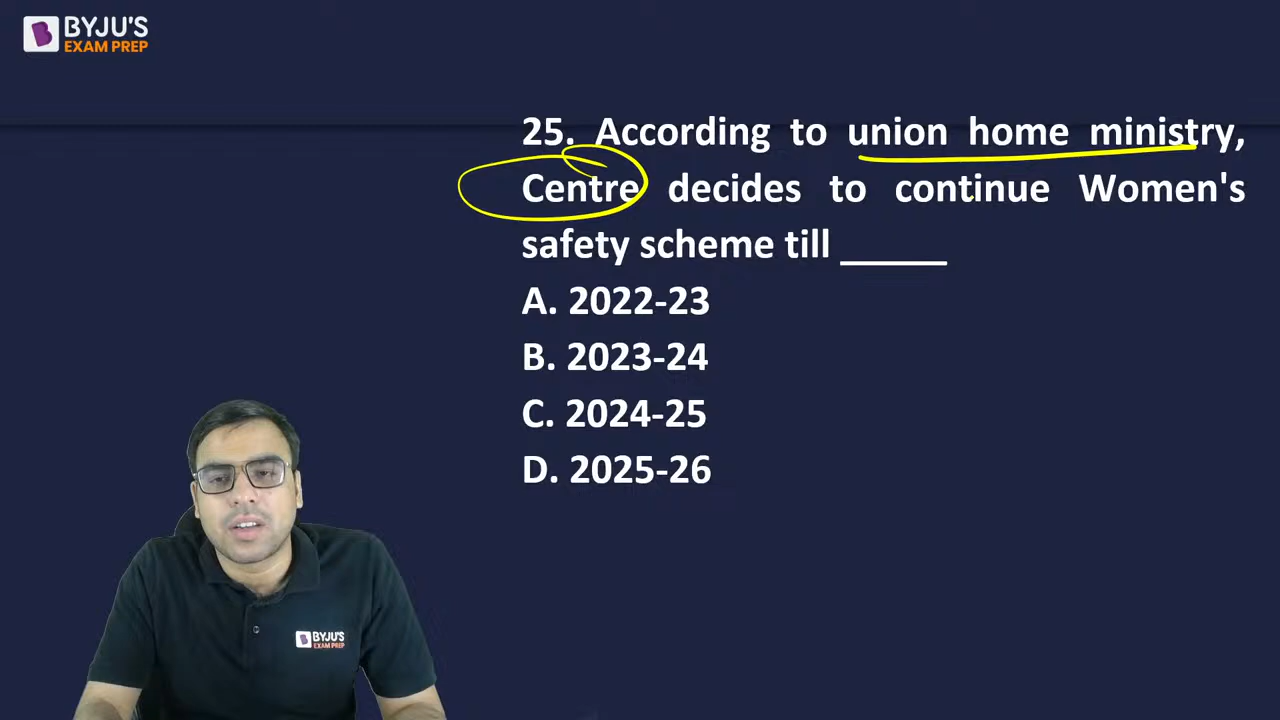 BYJU'S
EXAM PREP
25. According to union home ministry,
Centre decides to continue Women's
safety scheme till _____
A. 2022-23
B. 2023-24
C. 2024-25
D. 2025-26
BYJU'S
EXAM PREP